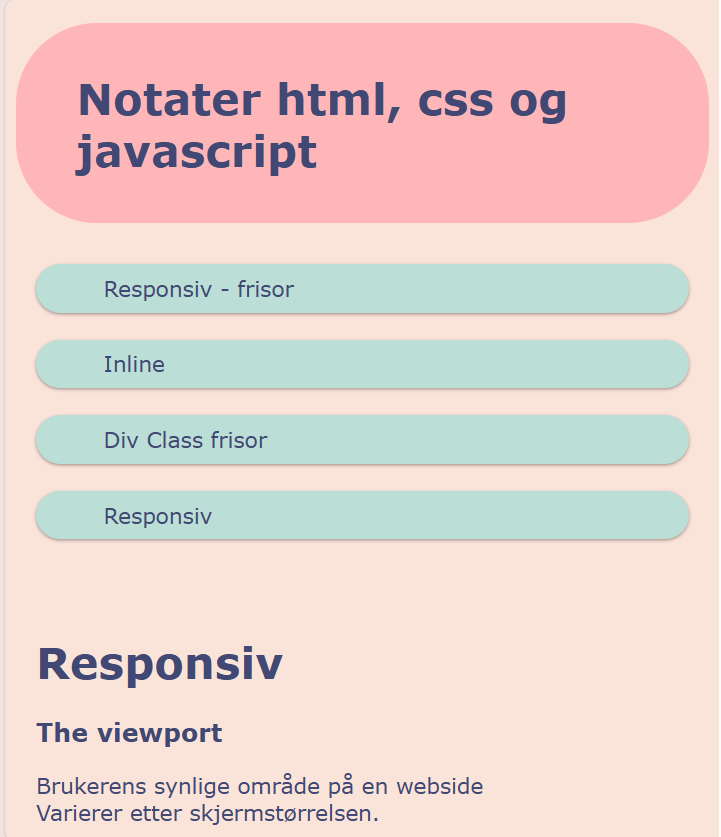 Notater html, css og
javascript
Responsiv - frisor
Inline
Div Class frisor
Responsiv
Responsiv
The viewport
Brukerens synlige område på en webside
Varierer etter skjermstørrelsen.